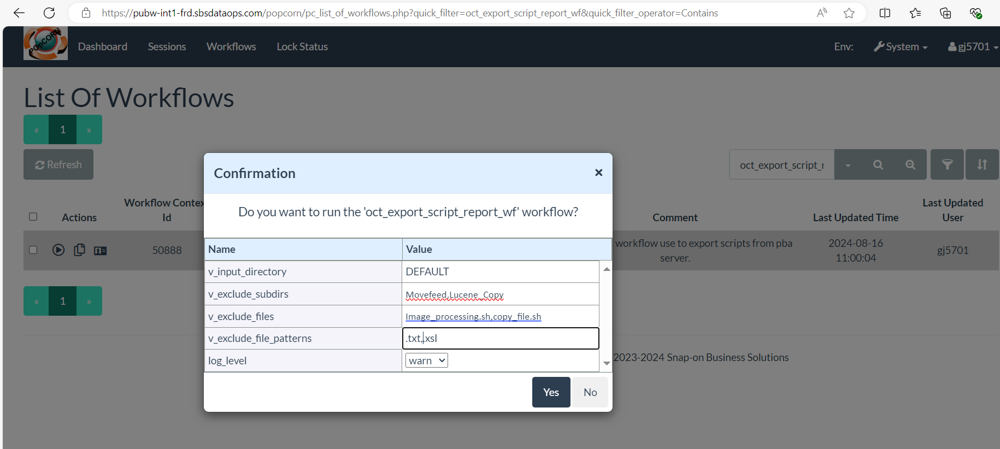 https://pubw-int1-frd.sbsdataops.com/popcorn/pc_list_of_workflows.php?quick_filter=oct_export_script_report_wf&quick_filter_operator=Contains
POpCORN Dashboard Sessions Workflows Lock Status Env: System gj5701
List Of Workflows
« 1 »
Refresh
oct_export_script_r
Confirmation
Do you want to run the 'oct_export_script_report_wf' workflow?
Name Value
v_input_directory DEFAULT
v_exclude_subdirs Movefeed,Lucene_Copy
v_exclude_files Image_processing.sh,copy_file.sh
v_exclude_file_patterns .txt,.xsl
log_level warn
Yes No
Actions Workflow Contex
Id
Comment Last Updated Time Last Updated
User
50888 workflow use to export scripts from pba
server. 2024-08-16
11:00:04 gj5701
« 1 »
2023-2024 Snap-on Business Solutions